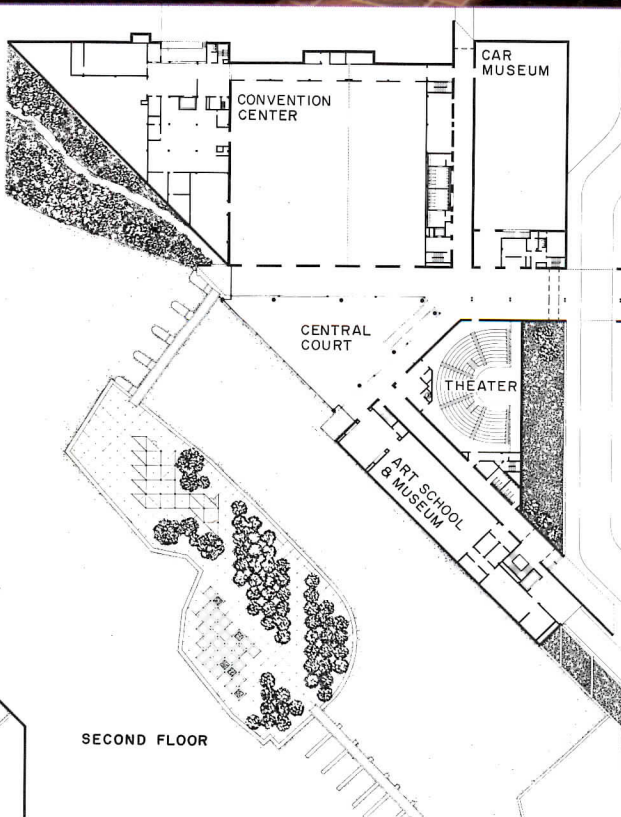 CAR
MUSEUM
CONVENTION
CENTER
CENTRAL
COURT
THEATER
ART SCHOOL
& MUSEUM
SECOND FLOOR